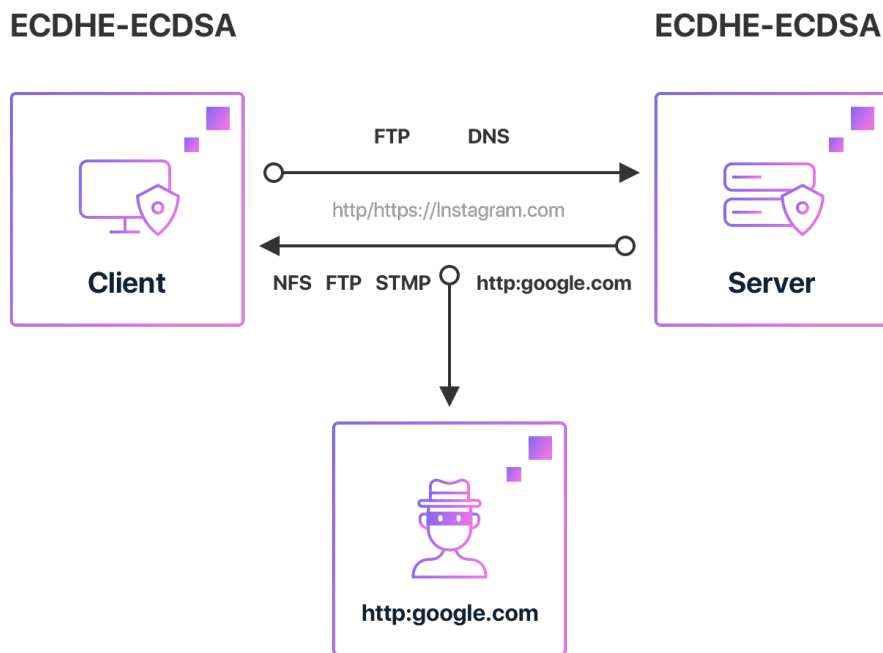 ECDHE-ECDSA ECDHE-ECDSA
FTP DNS
http/https://Instagram.com
NFS FTP STMP http:google.com
Client Server
http:google.com